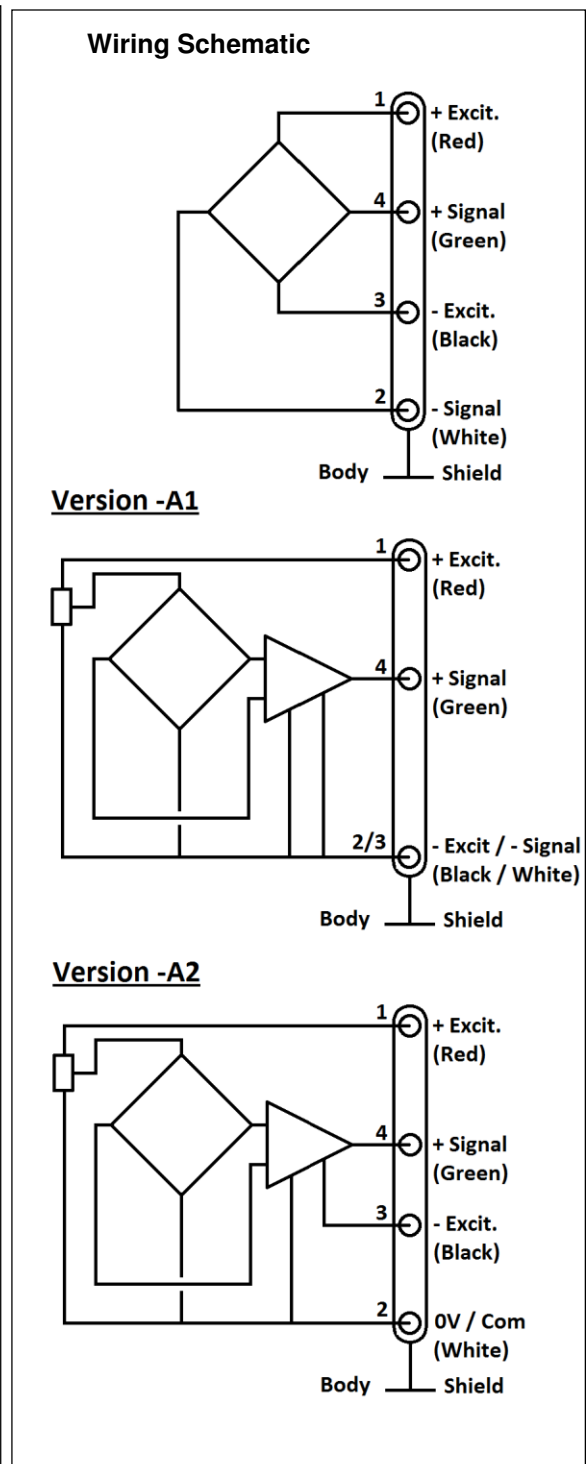 Wiring Schematic
1
+ Excit.
(Red)
4
+ Signal
(Green)
3
- Excit.
(Black)
2
- Signal
(White)
Body
Shield
Version -A1
1
+ Excit.
(Red)
4
+ Signal
(Green)
2/3
- Excit / - Signal
(Black / White)
Body
Shield
Version -A2
1
+ Excit.
(Red)
4
+ Signal
(Green)
3
- Excit.
(Black)
2
0V / Com
(White)
Body
Shield